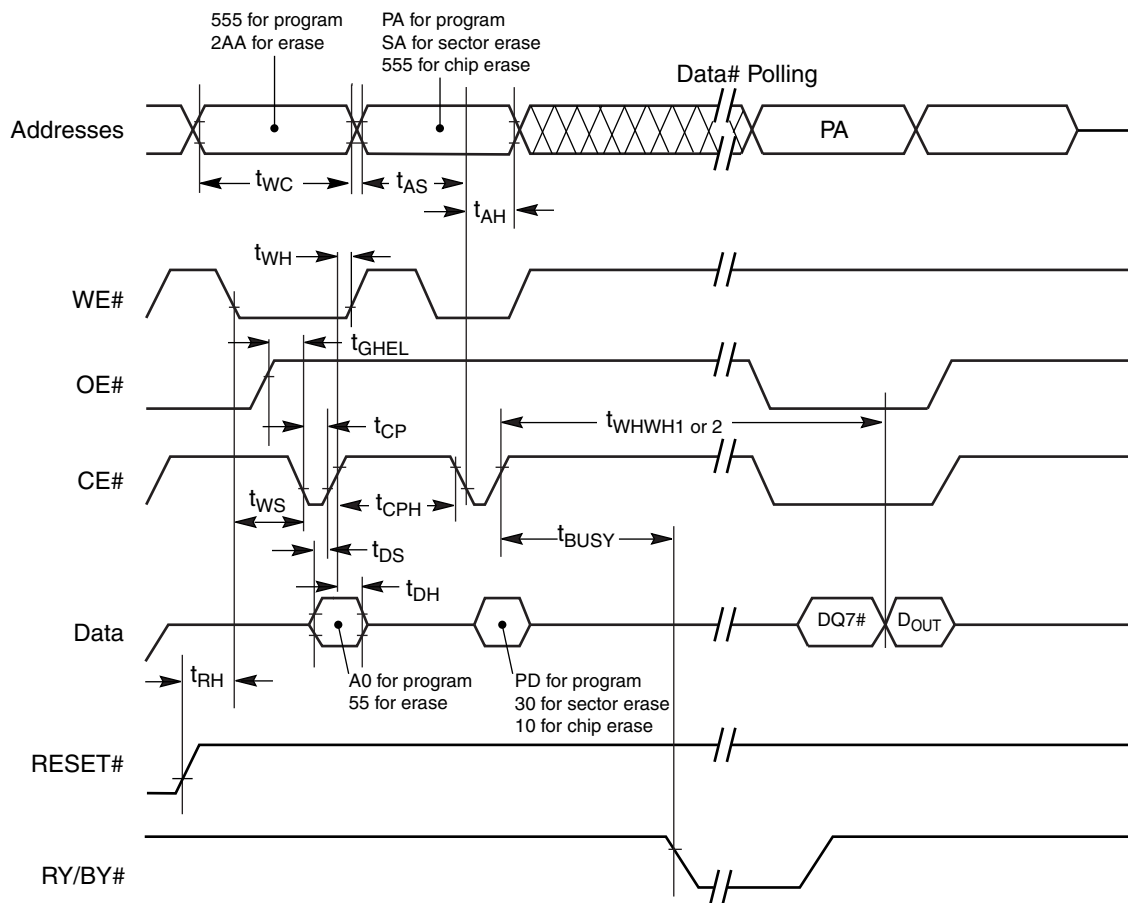 555 for program
2AA for erase
PA for program
SA for sector erase
555 for chip erase
Data# Polling
Addresses
PA
tWC
tAS
tAH
tWH
WE#
tGHEL
OE#
tWHWH1 or 2
tCP
CE#
tWS
tCPH
tBUSY
tDS
tDH
Data
DQ7#
DOUT
tRH
A0 for program
55 for erase
PD for program
30 for sector erase
10 for chip erase
RESET#
RY/BY#